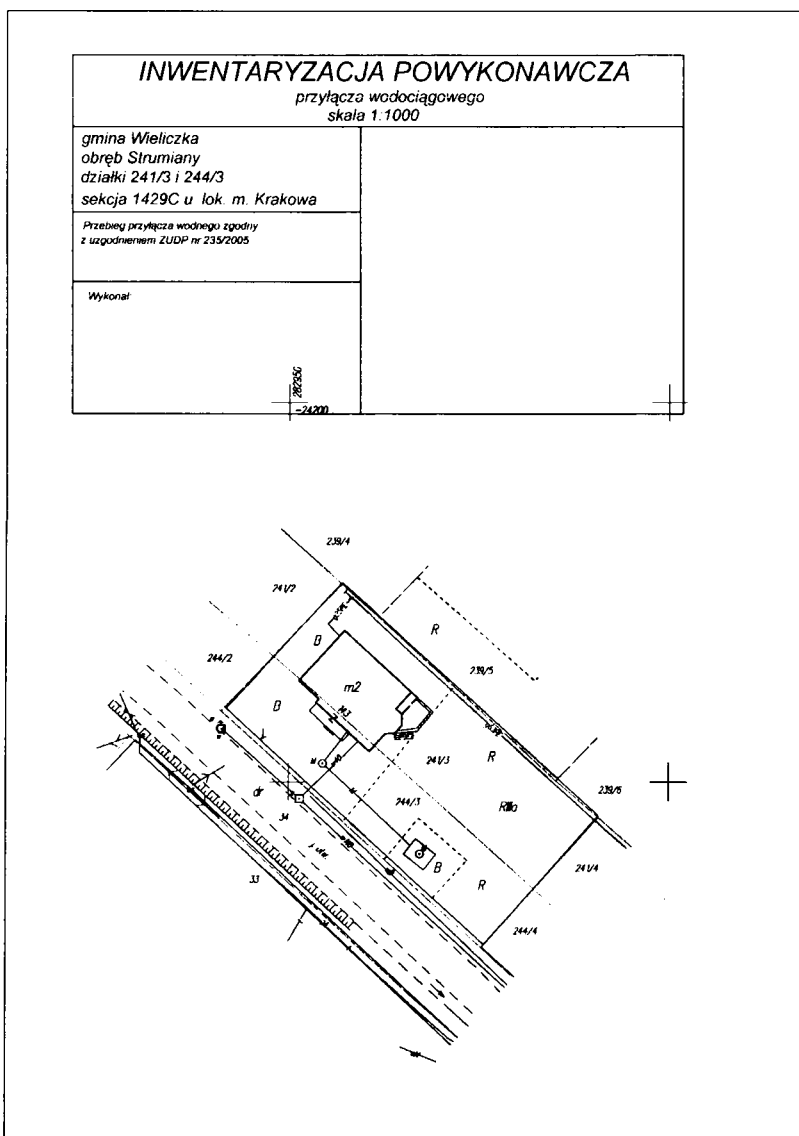 INWENTARYZACJA POWYKONAWCZA
przyłącza wodociągowego
skala 1:1000
gmina Wieliczka
obręb Strumiany
działki 241/3 i 244/3
sekcja 1429C u lok. m. Krakowa
Przebieg przyłącza wodnego zgodny
z uzgodnieniem ZUDP nr 235/2005
Wykonał
282950
-24200
239/4
241/2
B
R
244/2
m2
239/5
B
143
R
241/3
dr
244/3
239/6
RIIIa
34
B
R
241/4
33
244/4